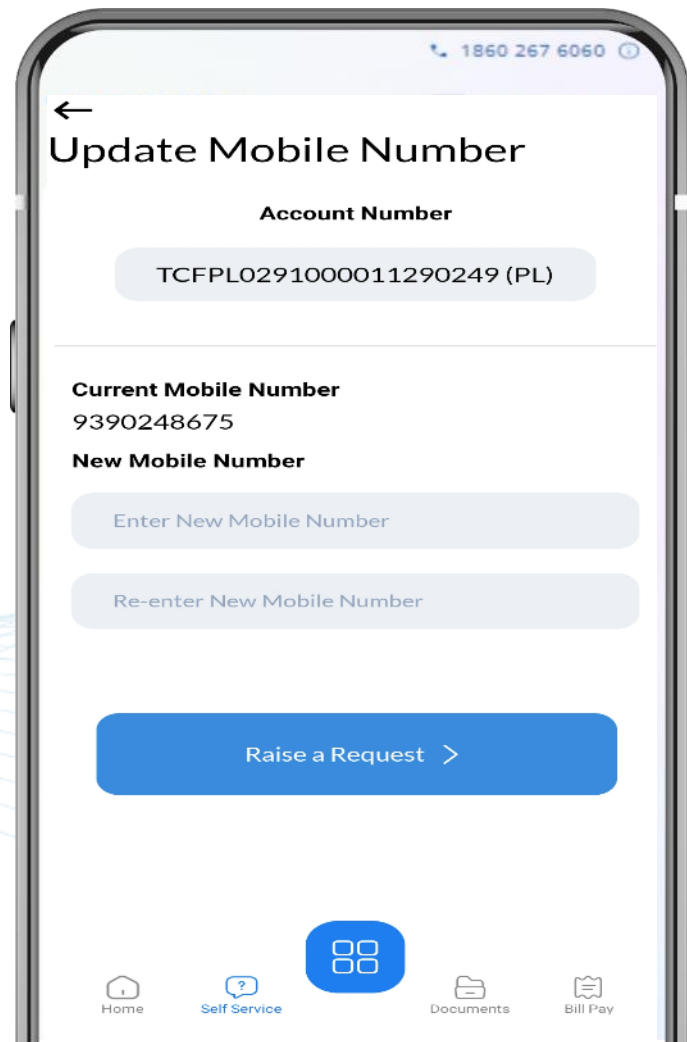 1860 267 6060
Update Mobile Number
Account Number
TCFPL0291000011290249 (PL)
Current Mobile Number
9390248675
New Mobile Number
Enter New Mobile Number
Re-enter New Mobile Number
Raise a Request >
Home
Self Service
Documents
Bill Pay